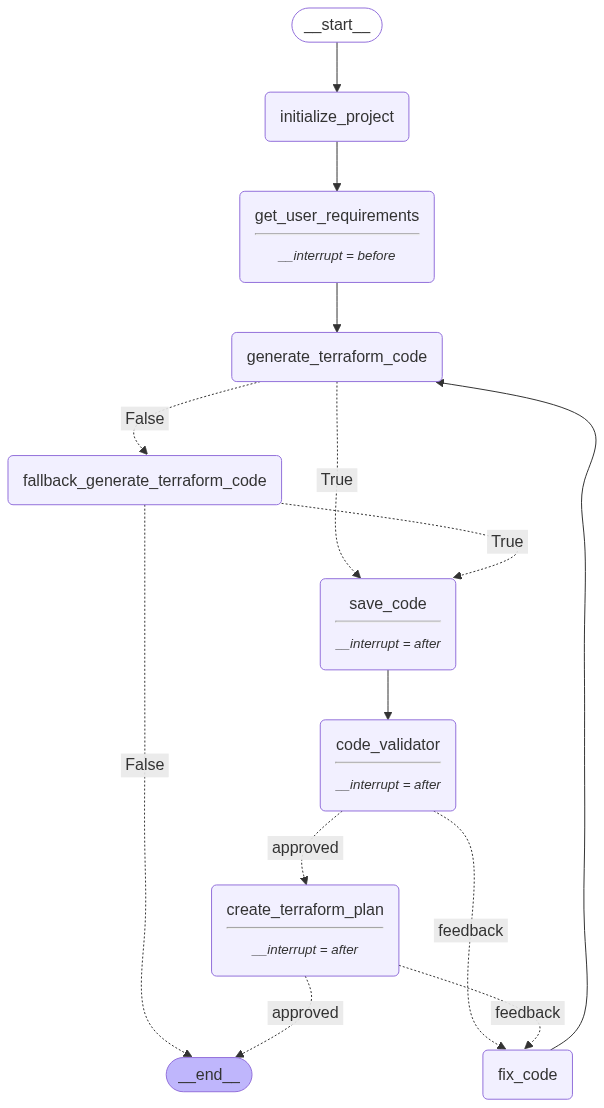 __start__
initialize_project
get_user_requirements
__interrupt = before
generate_terraform_code
False
fallback_generate_terraform_code
True
True
save_code
__interrupt = after
code_validator
__interrupt = after
False
approved
create_terraform_plan
__interrupt = after
feedback
approved
feedback
__end__
fix_code